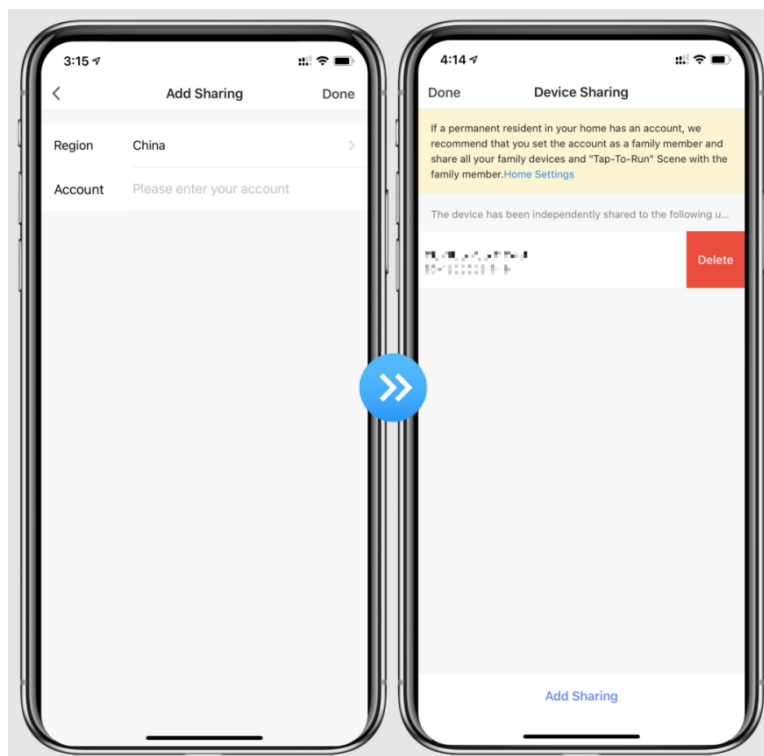 3:15
Add Sharing
Done
Region
China
Account
Please enter your account
4:14
Done
Device Sharing
If a permanent resident in your home has an account, we
recommend that you set the account as a family member and
share all your family devices and "Tap-To-Run" Scene with the
family member.Home Settings
The device has been independently shared to the following u...
Delete
Add Sharing